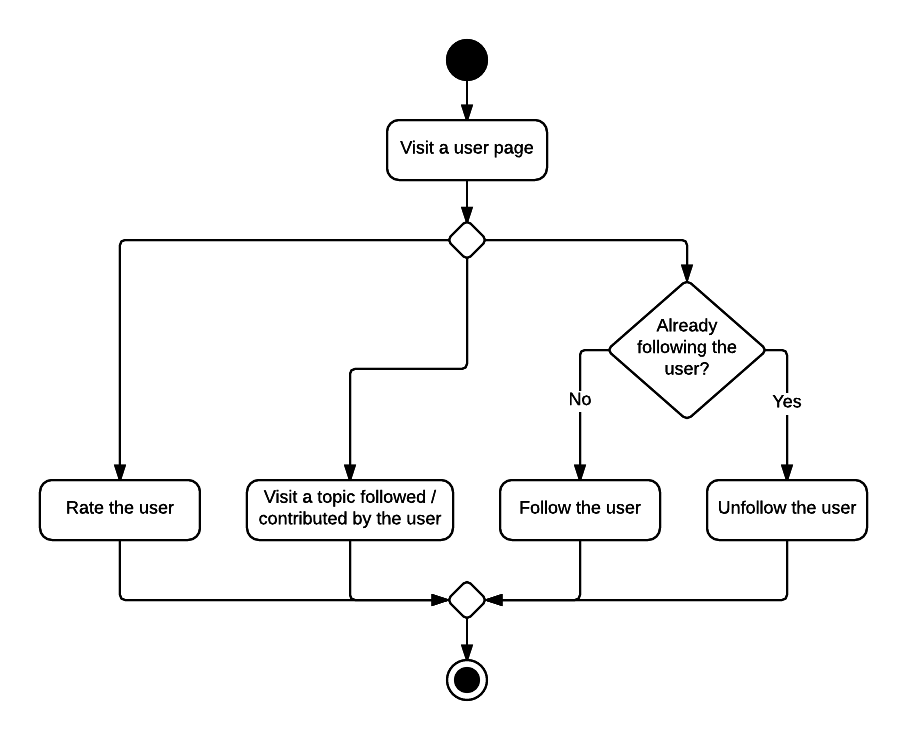 Visit a user page
Already
following the
user?
No
Yes
Rate the user
Visit a topic followed /
contributed by the user
Follow the user
Unfollow the user